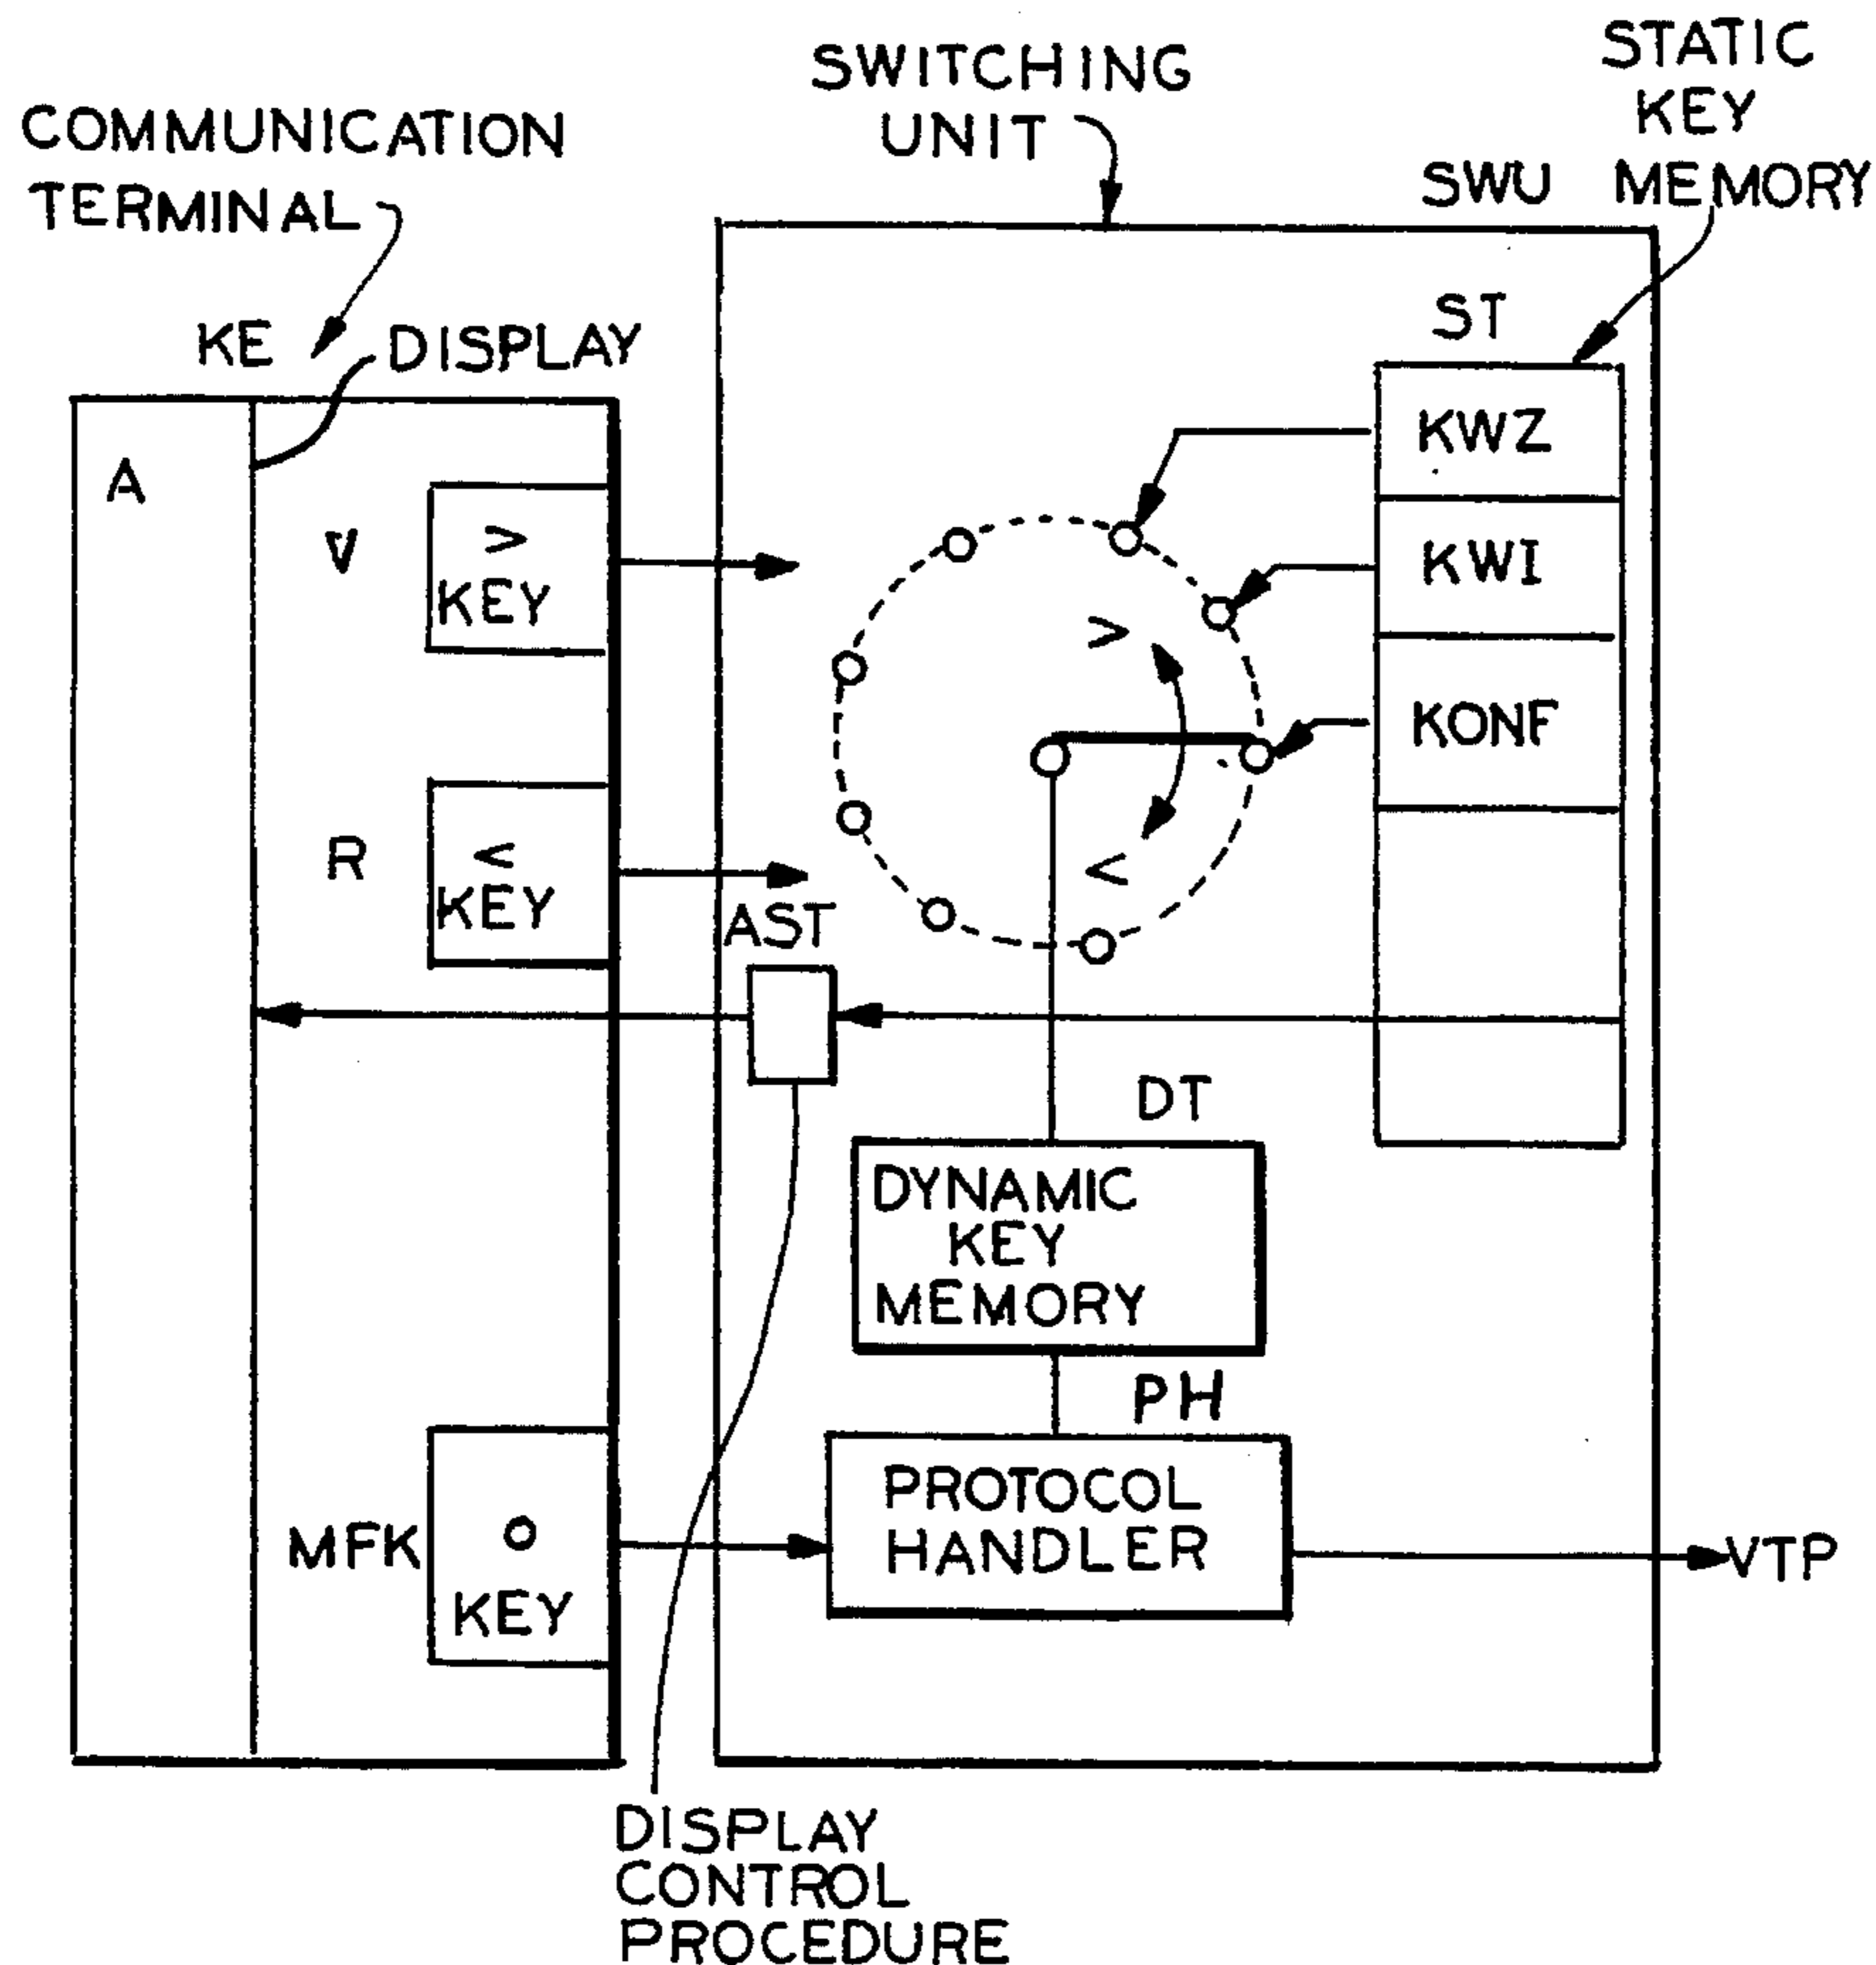 COMMUNICATION
TERMINAL
SWITCHING
UNIT
STATIC
KEY
MEMORY
SWU
KE
DISPLAY
ST
A
V
>
KEY
R
<
KEY
AST
KWZ
KWI
KONF
>
<
DT
DYNAMIC
KEY
MEMORY
PH
PROTOCOL
HANDLER
MFK
O
KEY
VTP
DISPLAY
CONTROL
PROCEDURE